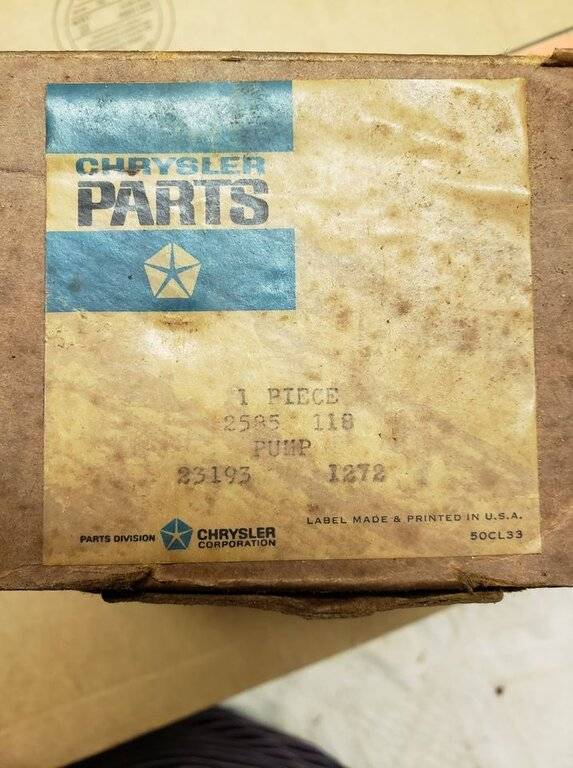 CHRYSLER
PARTS
1 PIECE
2585 118
PUMP
23193 1272
LABEL MADE & PRINTED IN U.S.A.
PARTS DIVISION CHRYSLER
CORPORATION
50CL33